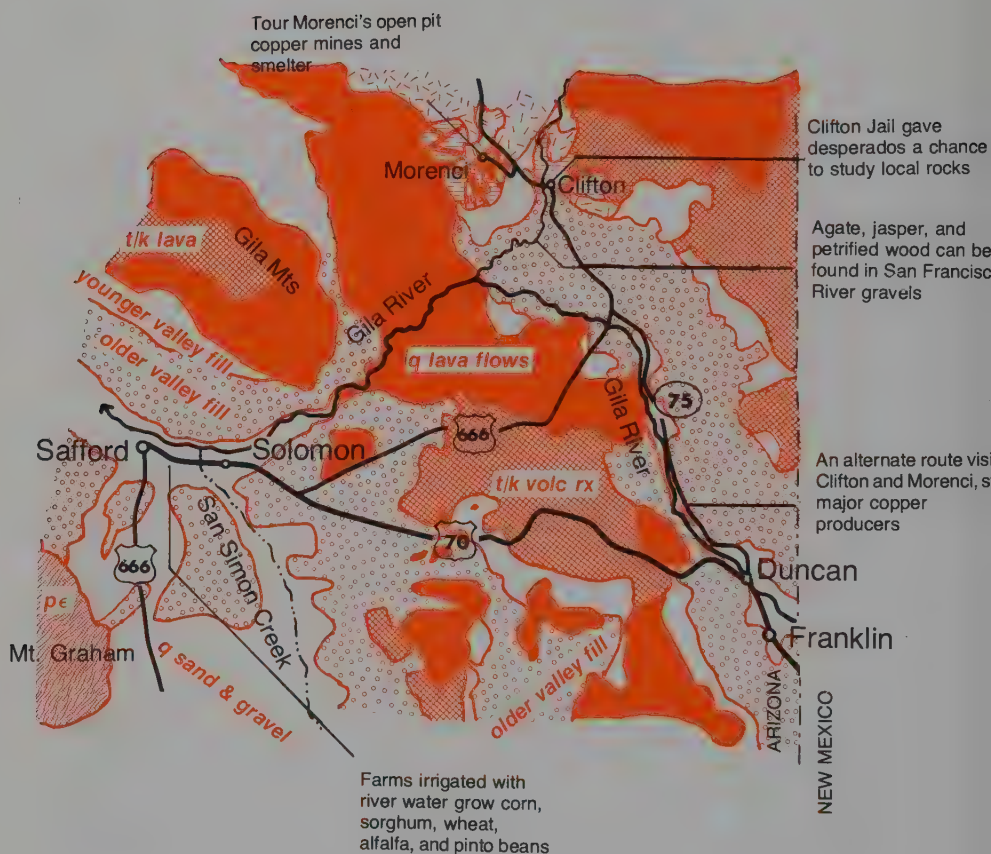 Tour Morenci's open pit
copper mines and
smelter
Morenci
Clifton
Clifton Jail gave
desperados a chance
to study local rocks
Agate, jasper, and
petrified wood can be
found in San Francisc
River gravels
t/k lava
Gila Mts
Gila River
younger valley fill
older valley fill
q lava flows
Gila River
75
666
Safford
Solomon
t/k volc rx
An alternate route visi
Clifton and Morenci, s
major copper
producers
San Simon Creek
70
666
Duncan
pε
Mt. Graham
Franklin
q sand & gravel
older valley fill
ARIZONA
NEW MEXICO
Farms irrigated with
river water grow corn,
sorghum, wheat,
alfalfa, and pinto beans